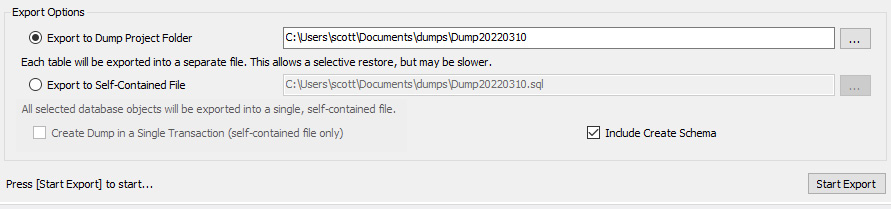 Export Options
Export to Dump Project Folder C:\Users\scott\Documents\dumps\Dump20220310 ...
Each table will be exported into a separate file. This allows a selective restore, but may be slower.
Export to Self-Contained File C:\Users\scott\Documents\dumps\Dump20220310.sql ...
All selected database objects will be exported into a single, self-contained file.
Create Dump in a Single Transaction (self-contained file only) Include Create Schema
Press [Start Export] to start... Start Export